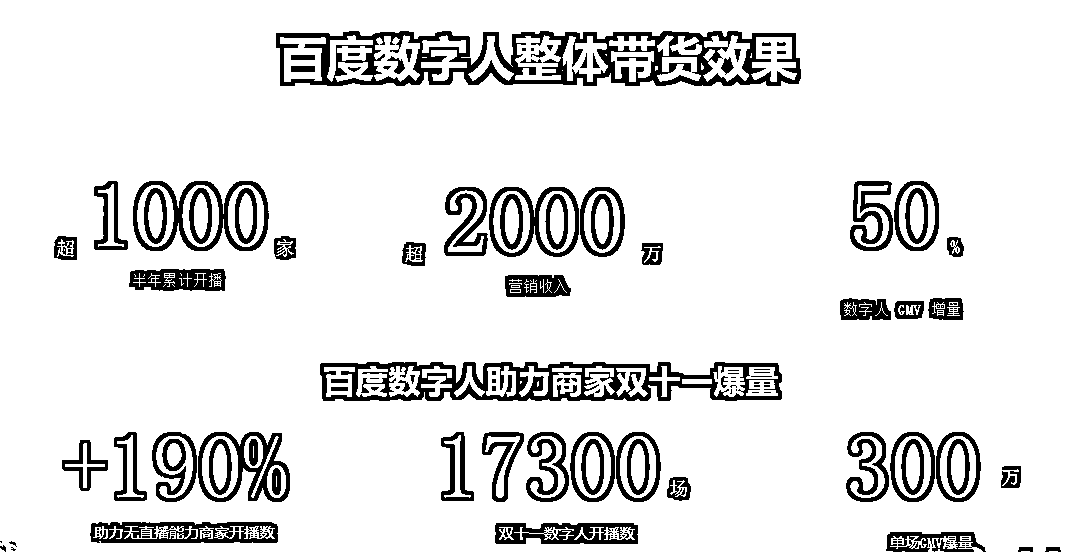 百度数字人整体带货效果
超 1000 家
半年累计开播
超 2000 万
营销收入
50 %
数字人 GMV 增量
百度数字人助力商家双十一爆量
+190%
助力无直播能力商家开播数
17300 场
双十一数字人开播数
300 万
单场GMV爆量